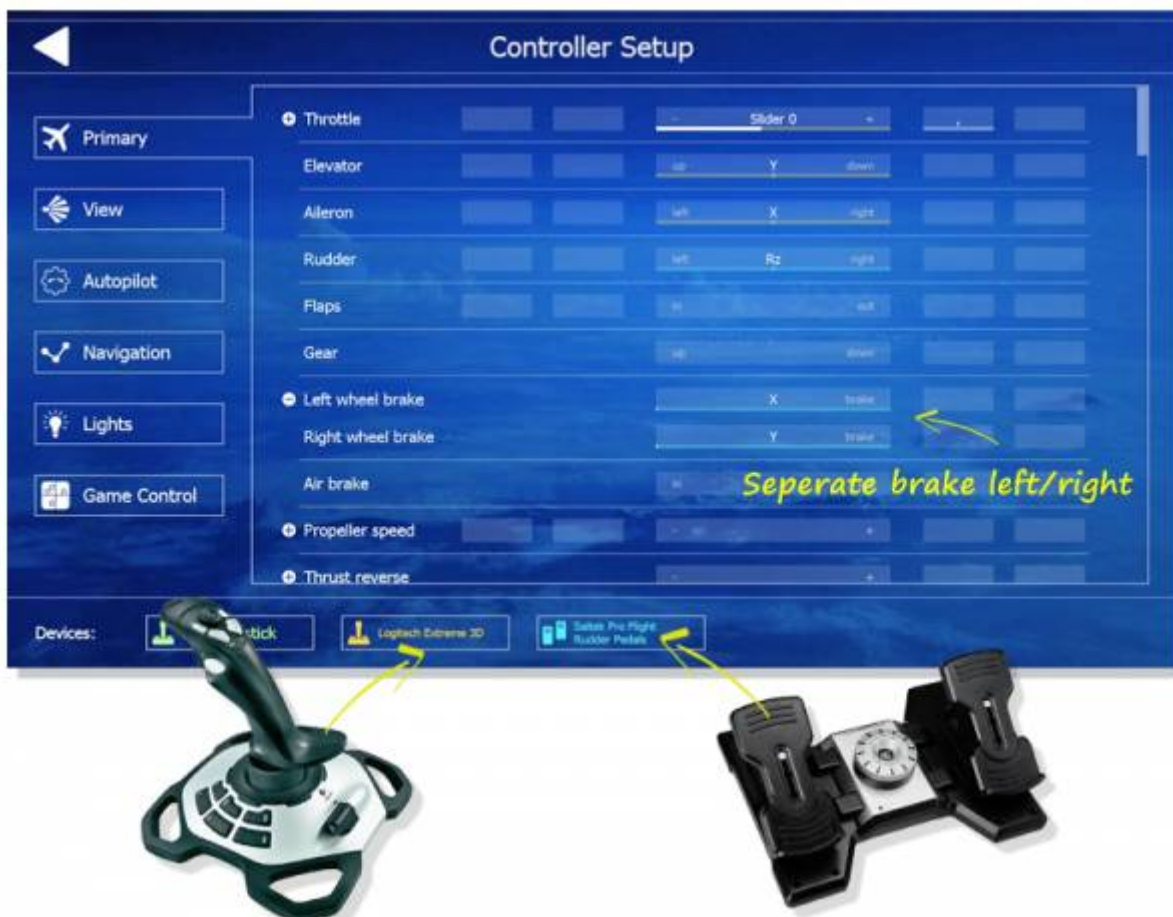 Controller Setup
Primary
View
Autopilot
Navigation
Lights
Game Control
Throttle - Slider 0 + ,
Elevator up Y down
Aileron left X right
Rudder left Rz right
Flaps in out
Gear up down
Left wheel brake X brake
Right wheel brake Y brake
Air brake in
Seperate brake left/right
Propeller speed - +
Thrust reverse - +
Devices: stick Logitech Extreme 3D Saitek Pro Flight
Rudder Pedals